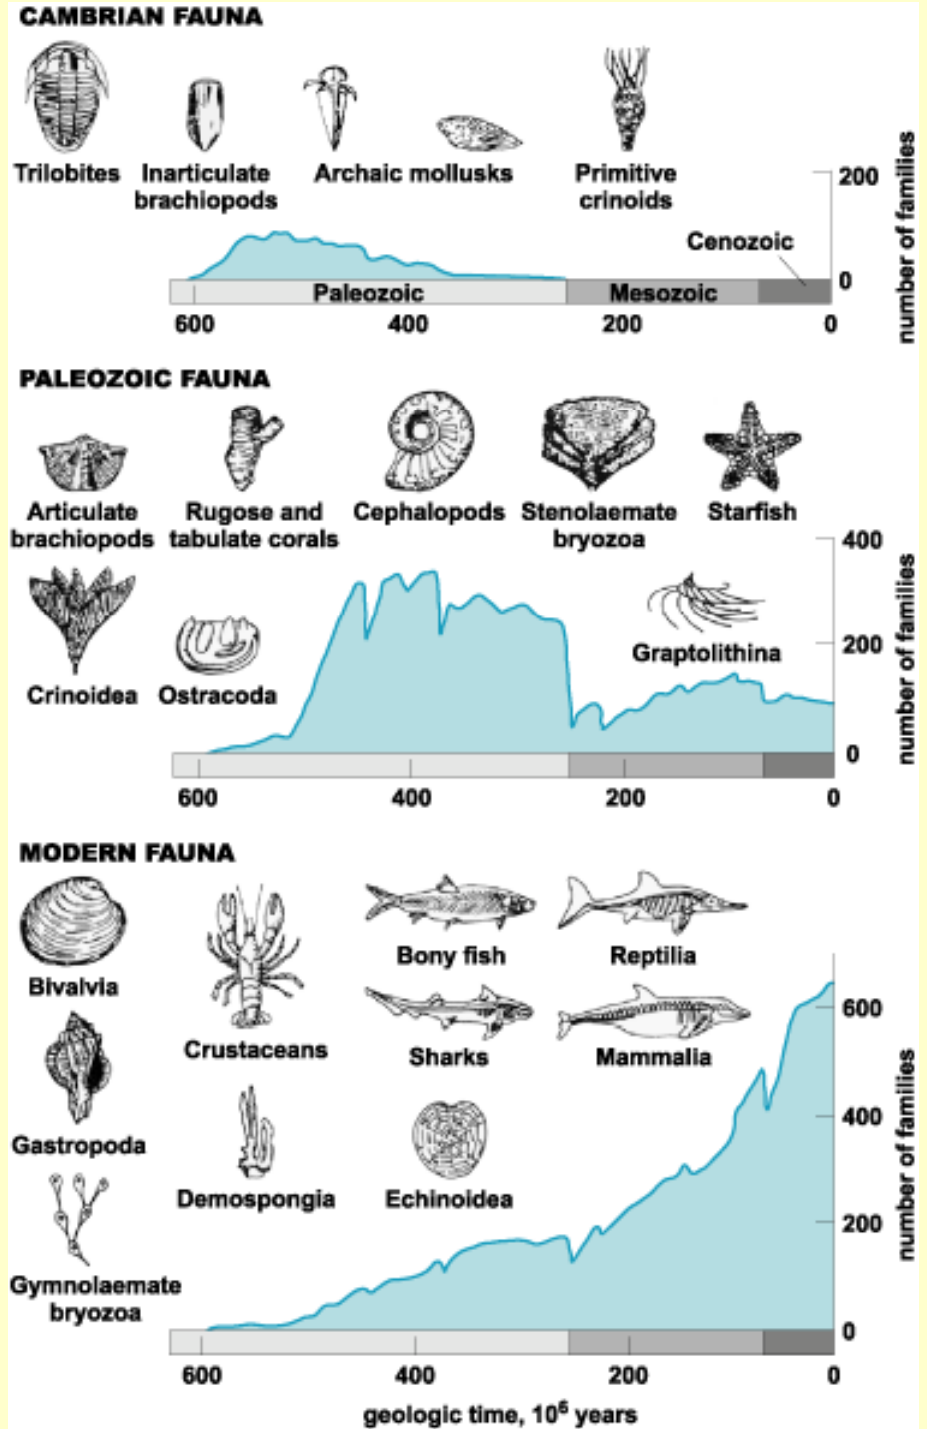 CAMBRIAN FAUNA
Trilobites
Inarticulate
brachiopods
Archaic mollusks
Primitive
crinoids
200
Cenozoic
0
number of families
Paleozoic
Mesozoic
600
400
200
0
PALEOZOIC FAUNA
Articulate
brachiopods
Rugose and
tabulate corals
Cephalopods
Stenolaemate
bryozoa
Starfish
400
Crinoidea
Ostracoda
Graptolithina
200
0
number of families
600
400
200
0
MODERN FAUNA
Bivalvia
Crustaceans
Bony fish
Reptilia
Sharks
Mammalia
600
Gastropoda
Demospongia
Echinoidea
400
200
0
number of families
Gymnolaemate
bryozoa
600
400
200
0
geologic time, 10⁶ years